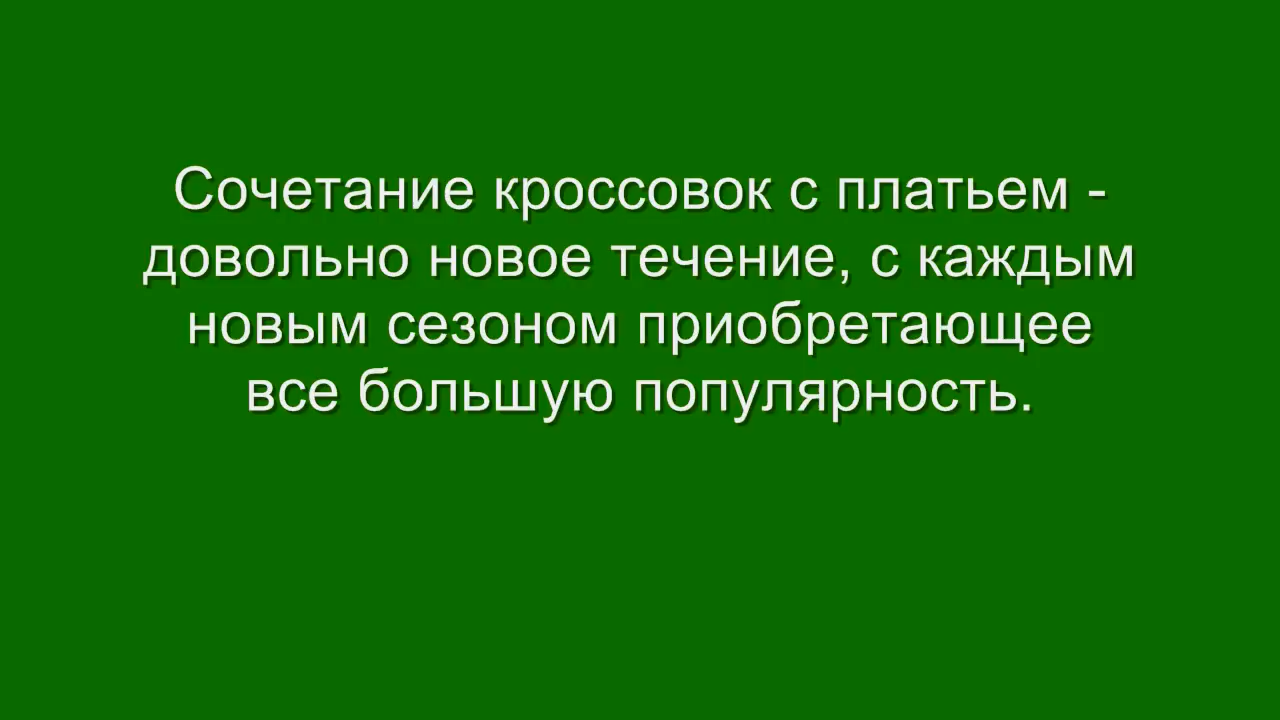 Сочетание кроссовок с платьем -
довольно новое течение, с каждым
новым сезоном приобретающее
все большую популярность.